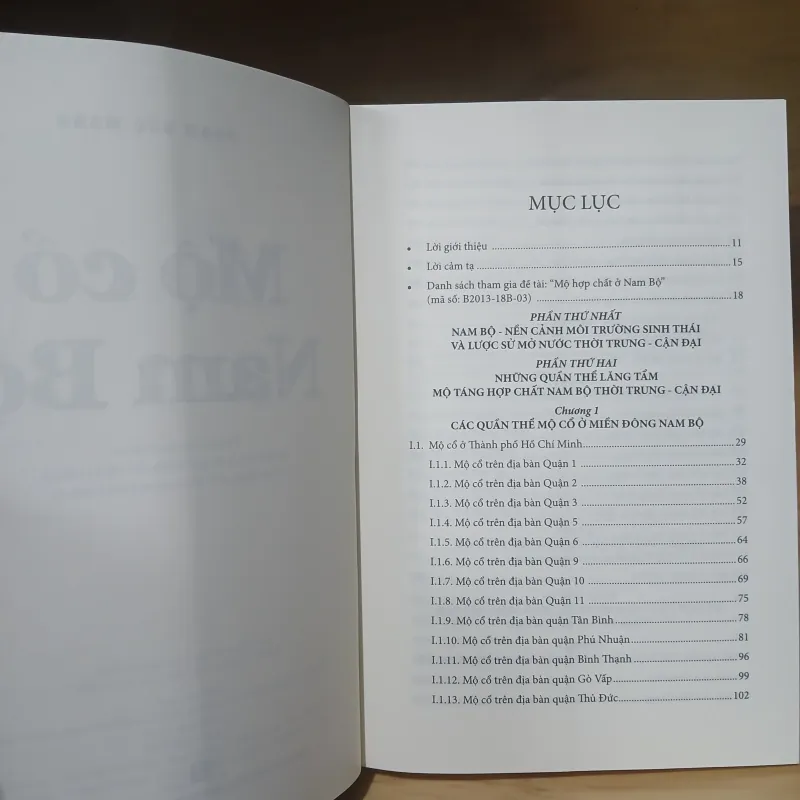 Mộ cổ
Nam Bộ
MỤC LỤC
• Lời giới thiệu ........ 11
• Lời cảm tạ ........ 15
• Danh sách tham gia đề tài: "Mộ hợp chất ở Nam Bộ"
(mã số: B2013-18B-03) ........ 18
PHẦN THỨ NHẤT
NAM BỘ - NỀN CẢNH MÔI TRƯỜNG SINH THÁI
VÀ LƯỢC SỬ MỞ NƯỚC THỜI TRUNG - CẬN ĐẠI
PHẦN THỨ HAI
NHỮNG QUẦN THỂ LĂNG TẨM
MỘ TÁNG HỢP CHẤT NAM BỘ THỜI TRUNG - CẬN ĐẠI
Chương 1
CÁC QUẦN THỂ MỘ CỔ Ở MIỀN ĐÔNG NAM BỘ
I.1. Mộ cổ ở Thành phố Hồ Chí Minh ........ 29
I.1.1. Mộ cổ trên địa bàn Quận 1 ........ 32
I.1.2. Mộ cổ trên địa bàn Quận 2 ........ 38
I.1.3. Mộ cổ trên địa bàn Quận 3 ........ 52
I.1.4. Mộ cổ trên địa bàn Quận 5 ........ 57
I.1.5. Mộ cổ trên địa bàn Quận 6 ........ 64
I.1.6. Mộ cổ trên địa bàn Quận 9 ........ 66
I.1.7. Mộ cổ trên địa bàn Quận 10 ........ 69
I.1.8. Mộ cổ trên địa bàn Quận 11 ........ 75
I.1.9. Mộ cổ trên địa bàn quận Tân Bình ........ 78
I.1.10. Mộ cổ trên địa bàn quận Phú Nhuận ........ 81
I.1.11. Mộ cổ trên địa bàn quận Bình Thạnh ........ 96
I.1.12. Mộ cổ trên địa bàn quận Gò Vấp ........ 99
I.1.13. Mộ cổ trên địa bàn quận Thủ Đức ........ 102